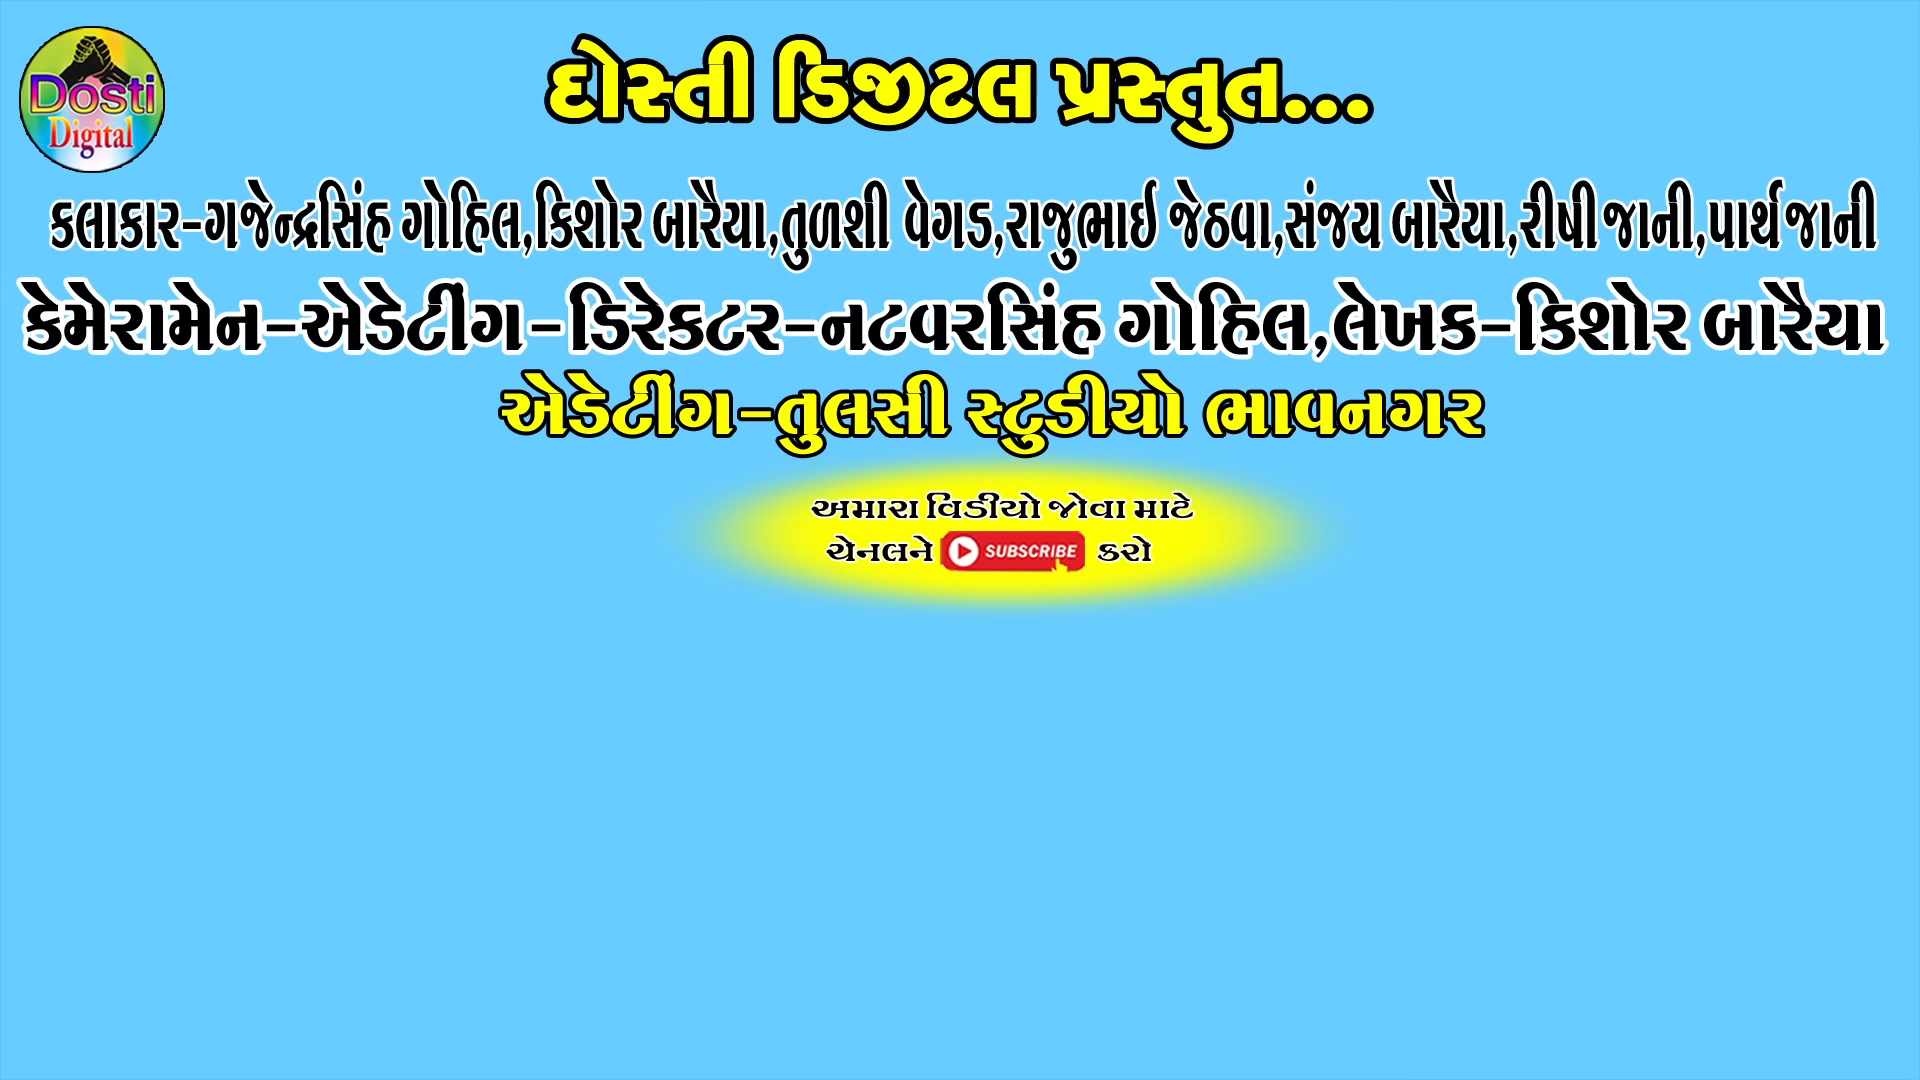 Dosti
Digital
દોસ્તી ડિજીટલ પ્રસ્તુત...
કલાકાર-ગજેન્દ્રસિંહ ગોહિલ,કિશોર બારૈયા,તુળશી વેગડ,રાજુભાઈ જેઠવા,સંજય બારૈયા,રીષી જાની,પાર્થ જાની
કેમેરામેન-એડેટીંગ-ડિરેકટર-નટવરસિંહ ગોહિલ,લેખક-કિશોર બારૈયા
એડેટીંગ-તુલસી સ્ટુડીયો ભાવનગર
અમારા વિડીયો જોવા માટે
ચેનલને SUBSCRIBE કરો